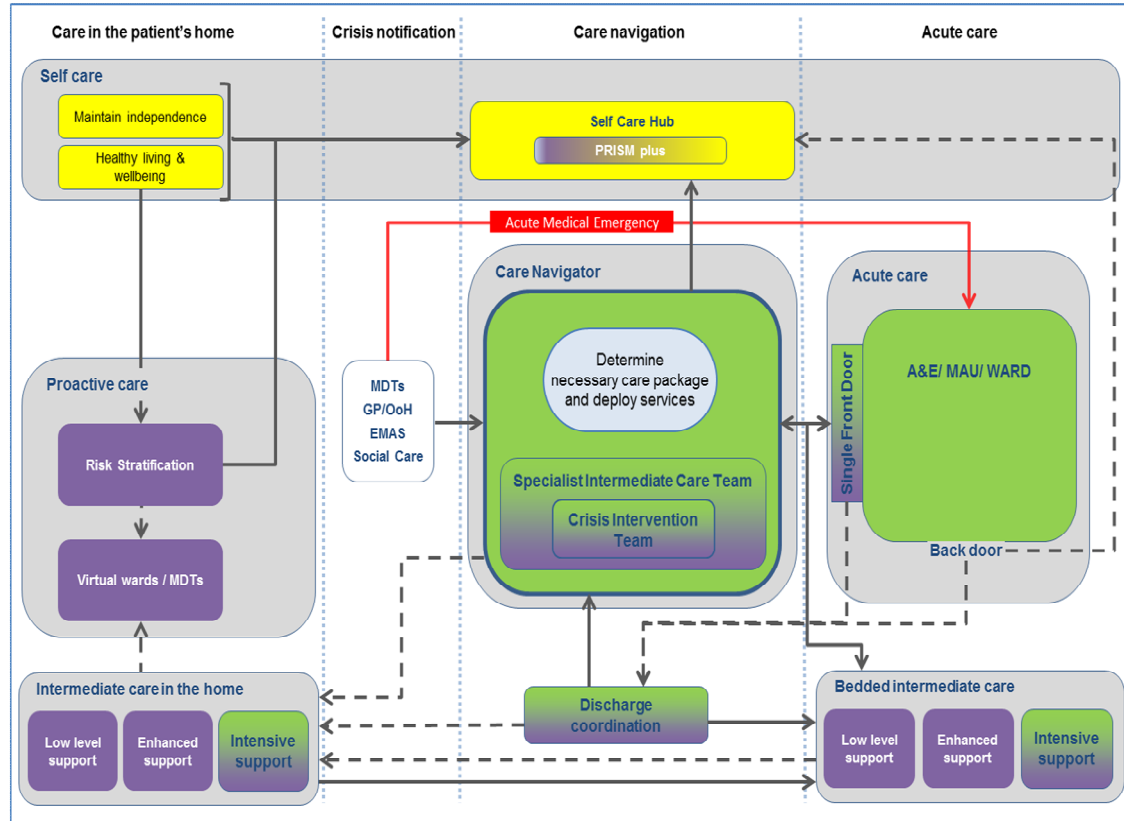 Care in the patient's home
Crisis notification
Care navigation
Acute care
Self care
Maintain independence
Healthy living &
wellbeing
Self Care Hub
PRISM plus
Acute Medical Emergency
Care Navigator
Acute care
Determine
necessary care package
and deploy services
A&E/ MAU/ WARD
Single Front Door
MDTs
GP/OoH
EMAS
Social Care
Proactive care
Risk Stratification
Specialist Intermediate Care Team
Crisis Intervention
Team
Back door
Virtual wards / MDTs
Intermediate care in the home
Low level
support
Enhanced
support
Intensive
support
Discharge
coordination
Bedded intermediate care
Low level
support
Enhanced
support
Intensive
support